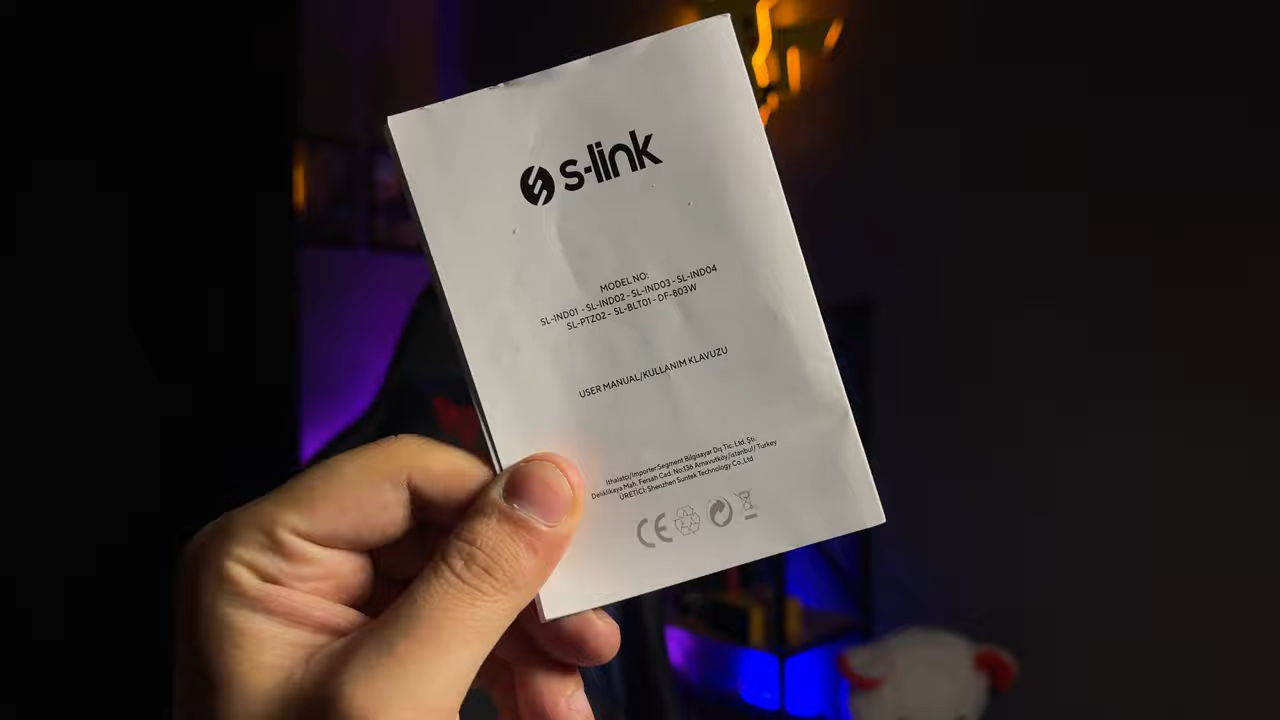 s-link
MODEL NO:
SL-IND01 - SL-IND02 - SL-IND03 - SL-IND04
SL-PTZ02 - SL-BLT01 - DF-803W
USER MANUAL/KULLANIM KLAVUZU
Ithalatçı/Importer:Segment Bilgisayar Dış Tic. Ltd. Şti.
Deliklikaya Mah. Fersah Cad. No:136 Arnavutköy/istanbul/ Turkey
ÜRETİCİ: Shenzhen Suntek Technology Co.,Ltd
CE